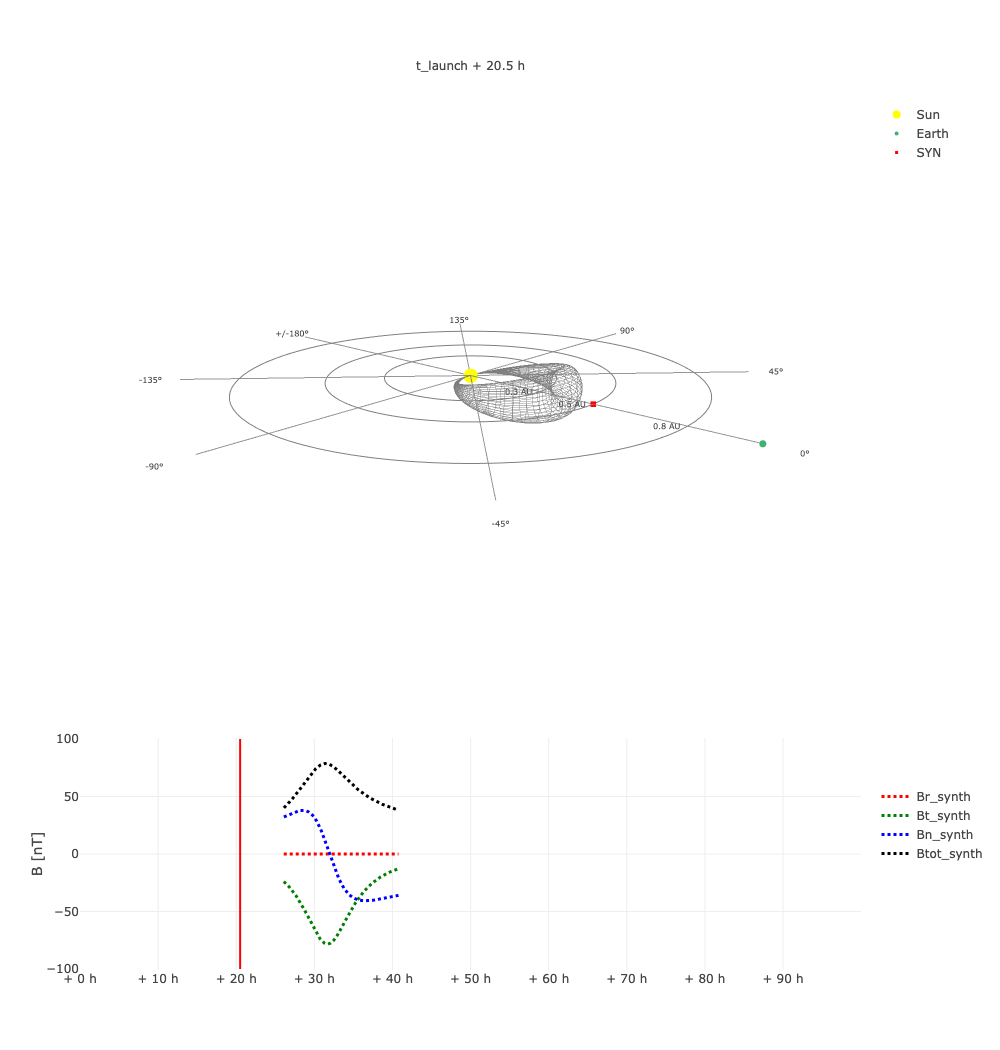 t_launch + 20.5 h
Sun
Earth
SYN
135°
+/-180°
90°
-135°
45°
0.3 AU
0.5 AU
0.8 AU
-90°
0°
-45°
100
50
0
−50
−100
B [nT]
+ 0 h
+ 10 h
+ 20 h
+ 30 h
+ 40 h
+ 50 h
+ 60 h
+ 70 h
+ 80 h
+ 90 h
Br_synth
Bt_synth
Bn_synth
Btot_synth